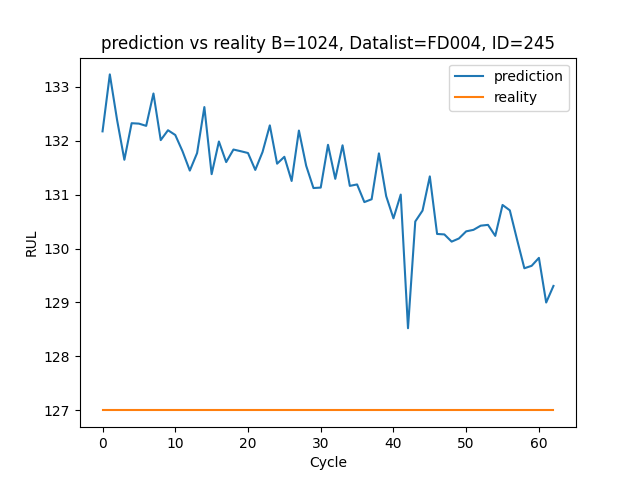 prediction vs reality B=1024, Datalist=FD004, ID=245
prediction
reality
RUL
133
132
131
130
129
128
127
0 10 20 30 40 50 60
Cycle